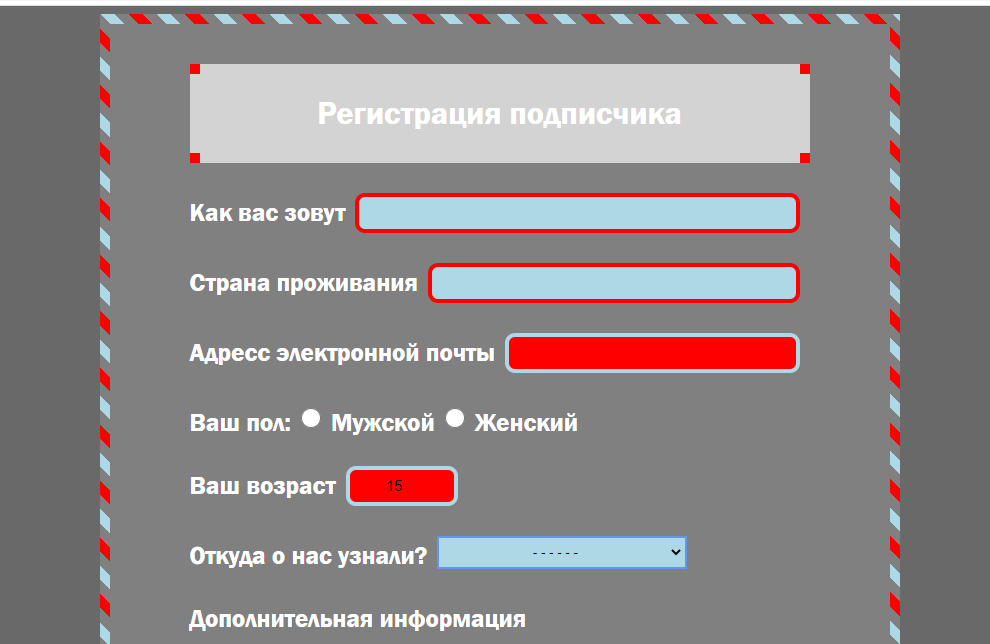 Регистрация подписчика
Как вас зовут
Страна проживания
Адресс электронной почты
Ваш пол: Мужской Женский
Ваш возраст 15
Откуда о нас узнали? ------
Дополнительная информация